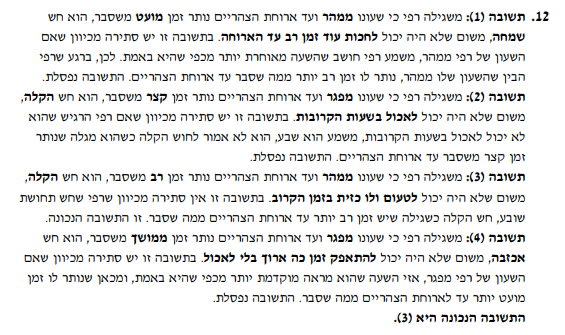 12. תשובה (1): משגילה רפי כי שעונו ממהר ועד ארוחת הצהריים נותר זמן מועט משסבר, הוא חש
שמחה, משום שלא היה יכול לחכות עוד זמן רב עד הארוחה. בתשובה זו יש סתירה מכיוון שאם
השעון של רפי ממהר, משמע רפי חושב שהשעה מאוחרת יותר מכפי שהיא באמת. לכן, ברגע שרפי
הבין שהשעון שלו ממהר, נותר לו זמן רב יותר ממה שסבר עד ארוחת הצהריים. התשובה נפסלת.
תשובה (2): משגילה רפי כי שעונו מפגר ועד ארוחת הצהריים נותר זמן קצר משסבר, הוא חש הקלה,
משום שלא היה יכול לאכול בשעות הקרובות. בתשובה זו יש סתירה מכיוון שאם רפי הרגיש שהוא
לא יכול לאכול בשעות הקרובות, משמע הוא שבע, הוא לא אמור לחוש הקלה כשהוא מגלה שנותר
זמן קצר משסבר עד ארוחת הצהריים. התשובה נפסלת.
תשובה (3): משגילה רפי כי שעונו ממהר ועד ארוחת הצהריים נותר זמן רב משסבר, הוא חש הקלה,
משום שלא היה יכול לטעום ולו כזית בזמן הקרוב. בתשובה זו אין סתירה מכיוון שרפי שחש תחושת
שובע, חש הקלה כשגילה שיש זמן רב יותר עד ארוחת הצהריים ממה שסבר. זו התשובה הנכונה.
תשובה (4): משגילה רפי כי שעונו מפגר ועד ארוחת הצהריים נותר זמן ממושך משסבר, הוא חש
אכזבה, משום שלא היה יכול להתאפק זמן כה ארוך בלי לאכול. בתשובה זו יש סתירה מכיוון שאם
השעון של רפי מפגר, אזי השעה שהוא מראה מוקדמת יותר מכפי שהיא באמת, ומכאן שנותר לו זמן
מועט יותר עד לארוחת הצהריים ממה שסבר. התשובה נפסלת.
התשובה הנכונה היא (3).